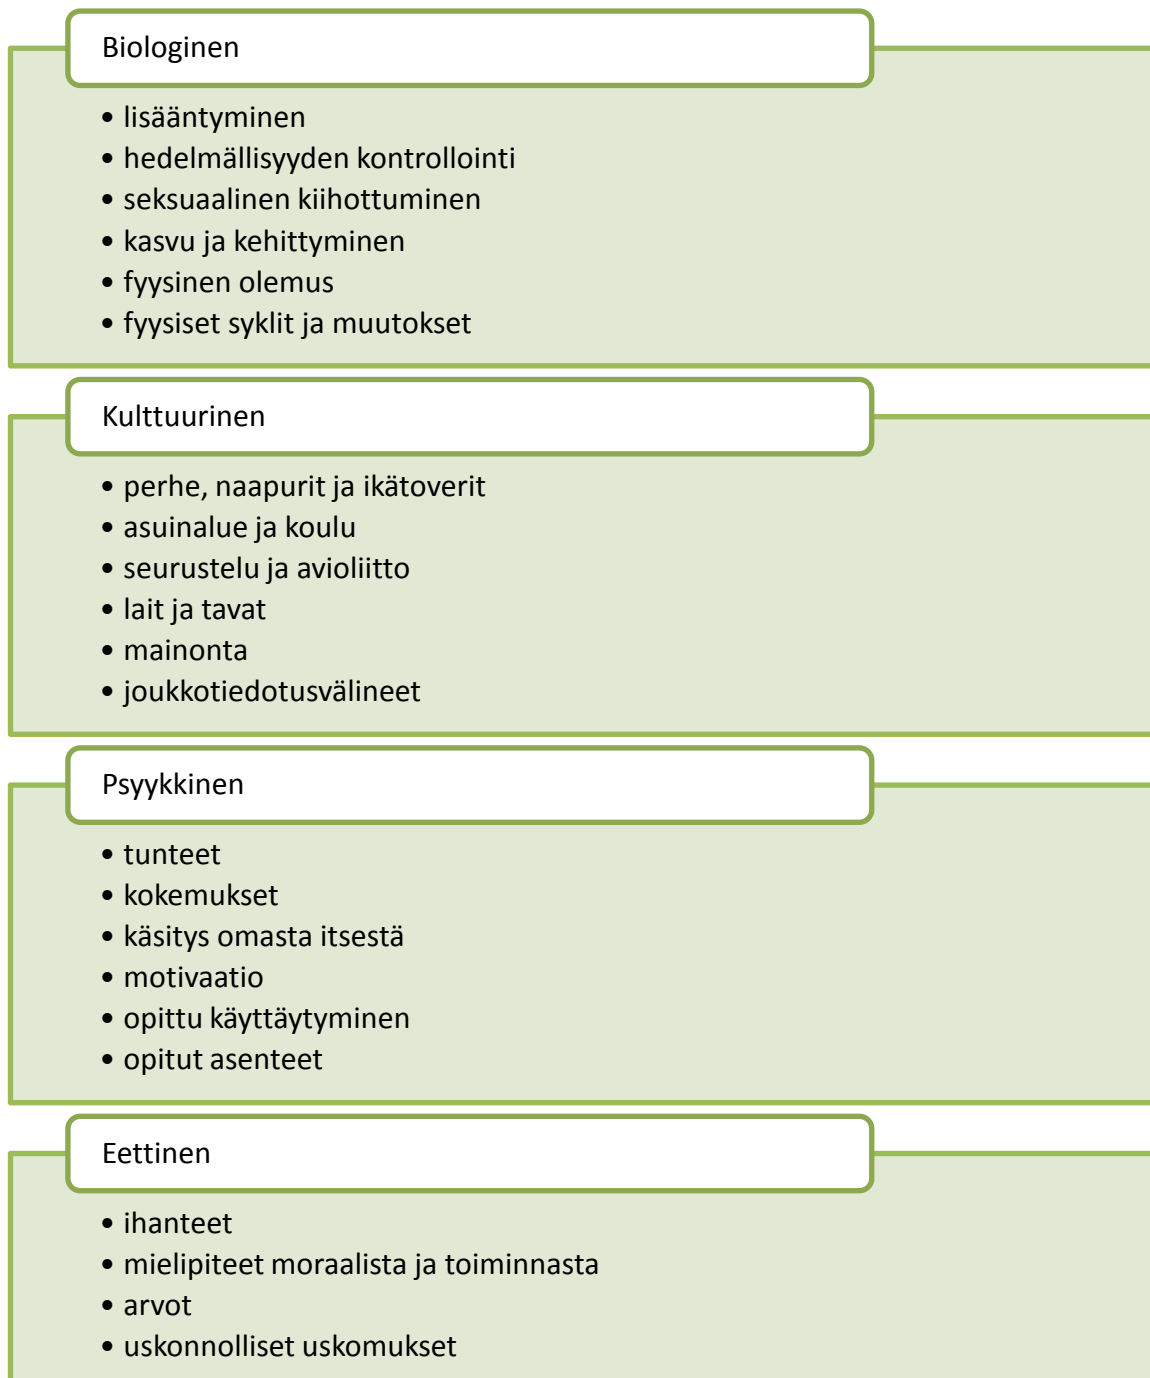 Biologinen
• lisääntyminen
• hedelmällisyyden kontrollointi
• seksuaalinen kiihottuminen
• kasvu ja kehittyminen
• fyysinen olemus
• fyysiset syklit ja muutokset
Kulttuurinen
• perhe, naapurit ja ikätoverit
• asuinalue ja koulu
• seurustelu ja avioliitto
• lait ja tavat
• mainonta
• joukkotiedotusvälineet
Psyykkinen
• tunteet
• kokemukset
• käsitys omasta itsestä
• motivaatio
• opittu käyttäytyminen
• opitut asenteet
Eettinen
• ihanteet
• mielipiteet moraalista ja toiminnasta
• arvot
• uskonnolliset uskomukset